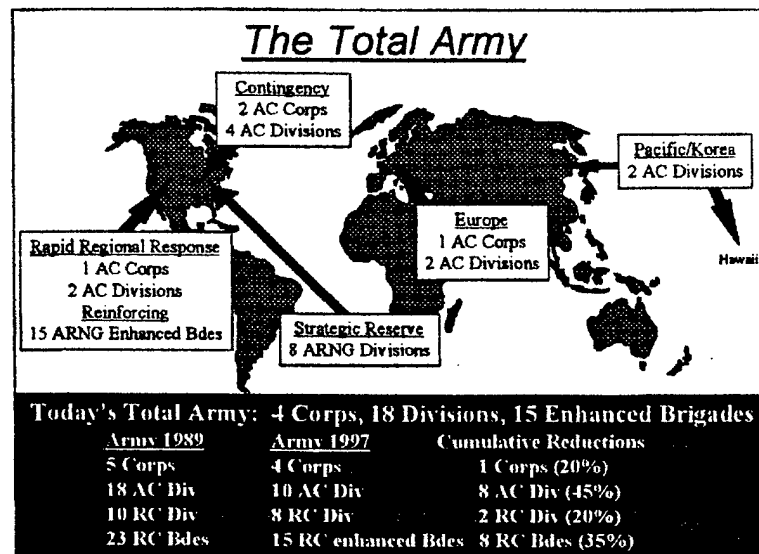 The Total Army
Contingency
2 AC Corps
4 AC Divisions
Pacific/Korea
2 AC Divisions
Hawaii
Europe
1 AC Corps
2 AC Divisions
Rapid Regional Response
1 AC Corps
2 AC Divisions
Reinforcing
15 ARNG Enhanced Bdes
Strategic Reserve
8 ARNG Divisions
Today's Total Army: 4 Corps, 18 Divisions, 15 Enhanced Brigades
Army 1989 Army 1997 Cumulative Reductions
5 Corps 4 Corps 1 Corps (20%)
18 AC Div 10 AC Div 8 AC Div (45%)
10 RC Div 8 RC Div 2 RC Div (20%)
23 RC Bdes 15 RC enhanced Bdes 8 RC Bdes (35%)